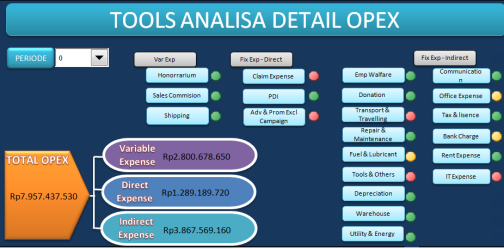 TOOLS ANALISA DETAIL OPEX
PERIODE
0
Var Exp
Honorrarium
Sales Commision
Shipping
Fix Exp - Direct
Claim Expense
PDI
Adv & Prom Excl
Campaign
Fix Exp - Indirect
Emp Walfare
Donation
Transport &
Travelling
Repair &
Maintenance
Fuel & Lubricant
Tools & Others
Depreciation
Warehouse
Utility & Energy
Communicatio
n
Office Expense
Tax & lisence
Bank Charge
Rent Expense
IT Expense
TOTAL OPEX
Rp7.957.437.530
Variable
Expense
Rp2.800.678.650
Direct
Expense
Rp1.289.189.720
Indirect
Expense
Rp3.867.569.160